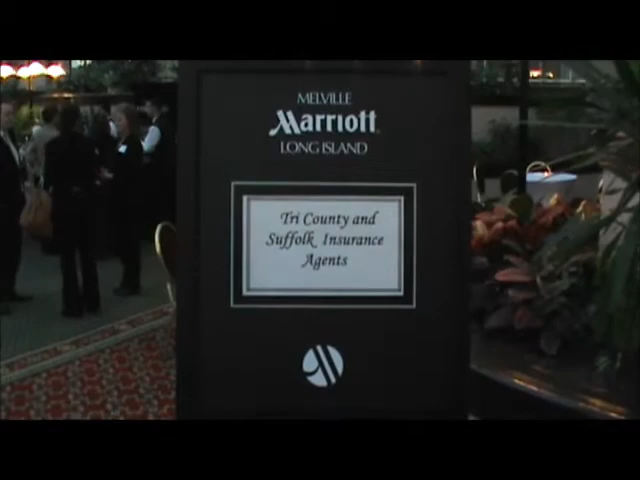 MELVILLE
Marriott
LONG ISLAND
Tri County and
Suffolk Insurance
Agents